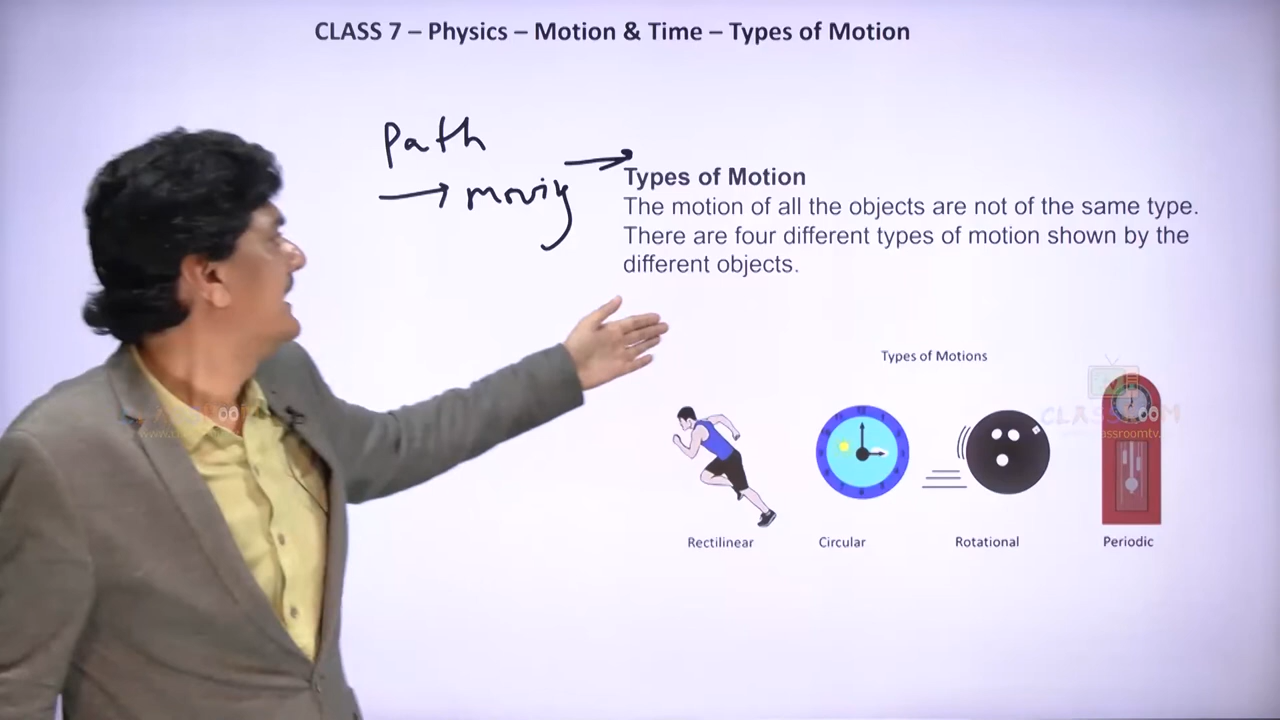 CLASS 7 – Physics – Motion & Time – Types of Motion
Path
moving
Types of Motion
The motion of all the objects are not of the same type.
There are four different types of motion shown by the
different objects.
Types of Motions
Rectilinear
Circular
Rotational
Periodic
CLASSROOM
assroomtv.